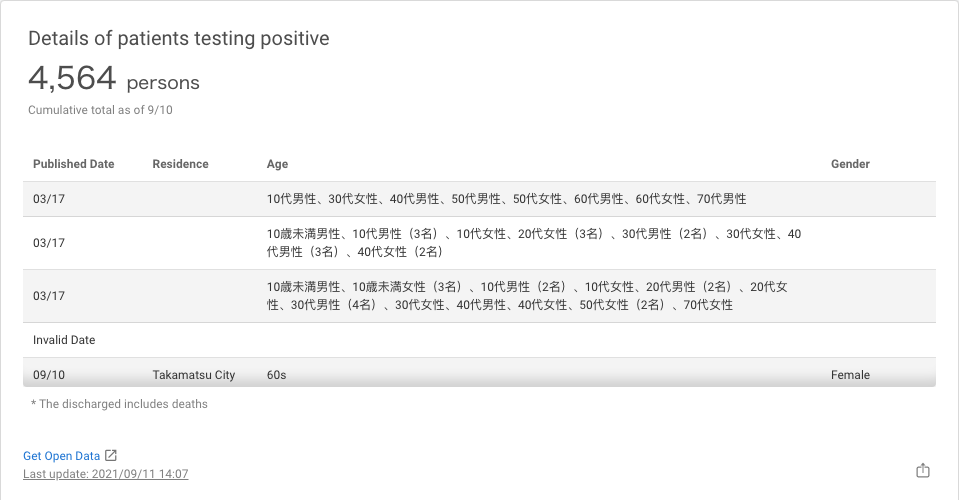 Details of patients testing positive
4,564 persons
Cumulative total as of 9/10
Published Date Residence Age Gender
03/17 10代男性、30代女性、40代男性、50代男性、50代女性、60代男性、60代女性、70代男性
03/17 10歳未満男性、10代男性（3名）、10代女性、20代女性（3名）、30代男性（2名）、30代女性、40
代男性（3名）、40代女性（2名）
03/17 10歳未満男性、10歳未満女性（3名）、10代男性（2名）、10代女性、20代男性（2名）、20代女
性、30代男性（4名）、30代女性、40代男性、40代女性、50代女性（2名）、70代女性
Invalid Date
09/10 Takamatsu City 60s Female
* The discharged includes deaths
Get Open Data
Last update: 2021/09/11 14:07